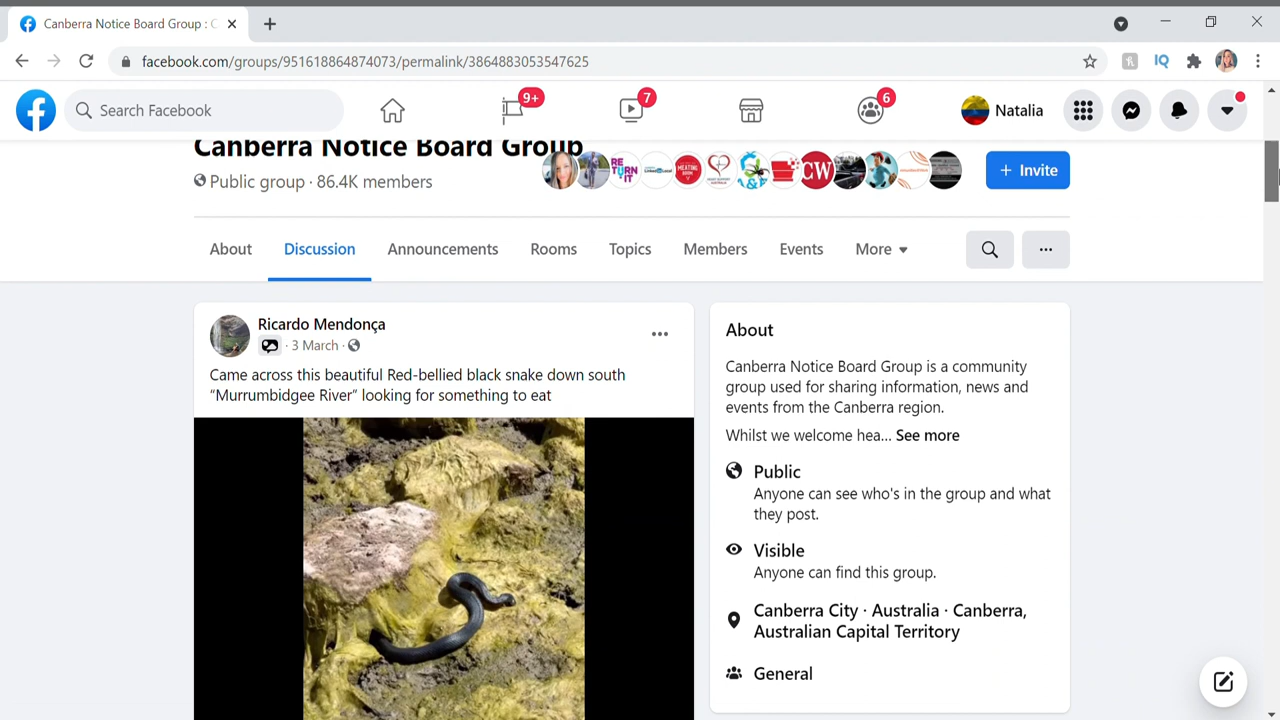 Canberra Notice Board Group : C
facebook.com/groups/951618864874073/permalink/3864883053547625
IQ
Search Facebook
9+
7
6
Natalia
Canberra Notice Board Group
Public group · 86.4K members
RE
TURN
IT
CW
+ Invite
About
Discussion
Announcements
Rooms
Topics
Members
Events
More
Ricardo Mendonça
· 3 March ·
Came across this beautiful Red-bellied black snake down south
“Murrumbidgee River” looking for something to eat
About
Canberra Notice Board Group is a community
group used for sharing information, news and
events from the Canberra region.
Whilst we welcome hea... See more
Public
Anyone can see who's in the group and what
they post.
Visible
Anyone can find this group.
Canberra City · Australia · Canberra,
Australian Capital Territory
General